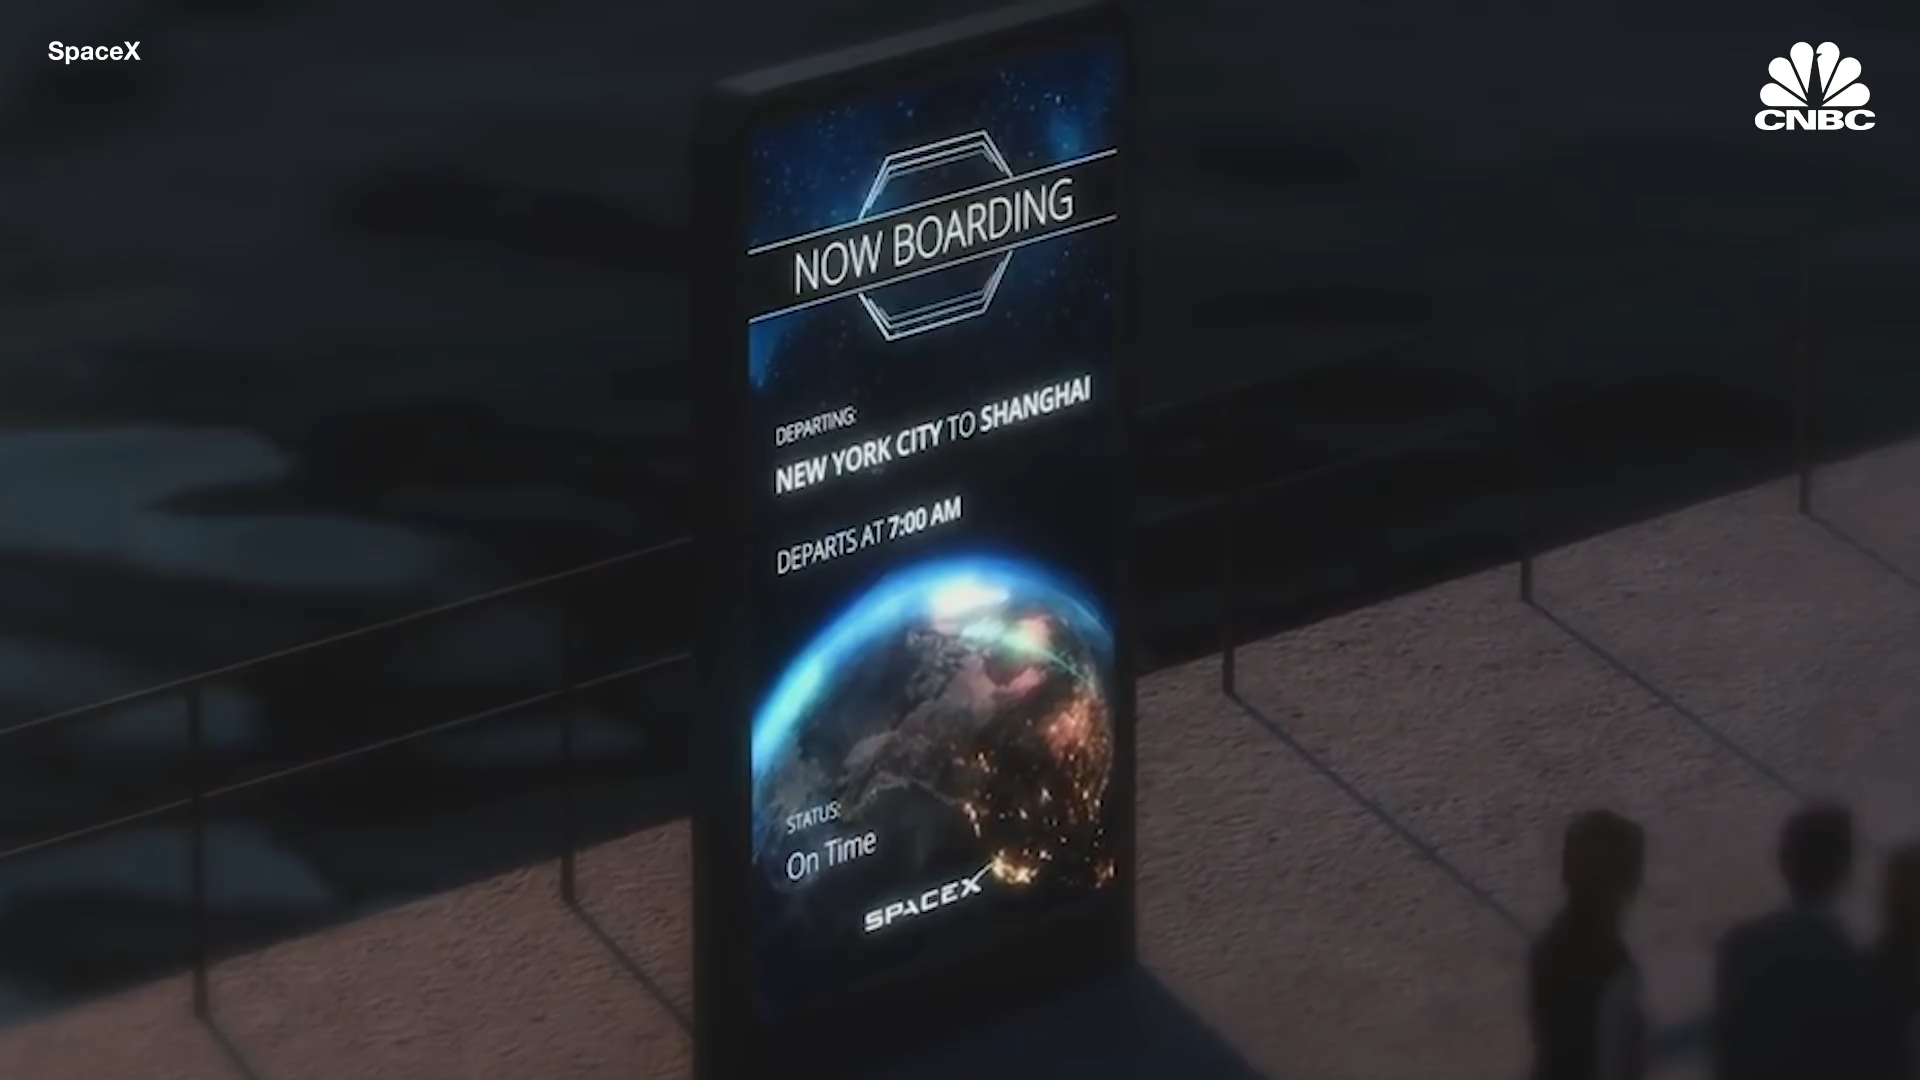 SpaceX
CNBC
NOW BOARDING
DEPARTING:
NEW YORK CITY TO SHANGHAI
DEPARTS AT 7:00 AM
STATUS:
On Time
SPACEX